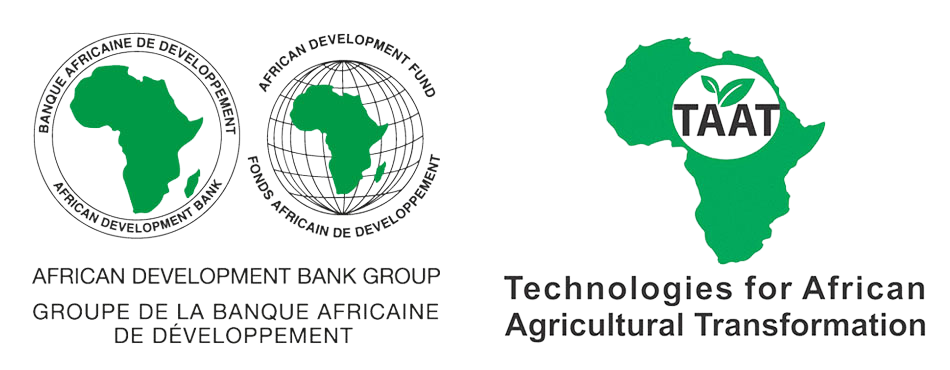 BANQUE AFRICAINE DE DEVELOPPEMENT
AFRICAN DEVELOPMENT BANK
AFRICAN DEVELOPMENT FUND
FONDS AFRICAIN DE DEVELOPPEMENT
AFRICAN DEVELOPMENT BANK GROUP
GROUPE DE LA BANQUE AFRICAINE
DE DÉVELOPPEMENT
TAAT
Technologies for African
Agricultural Transformation